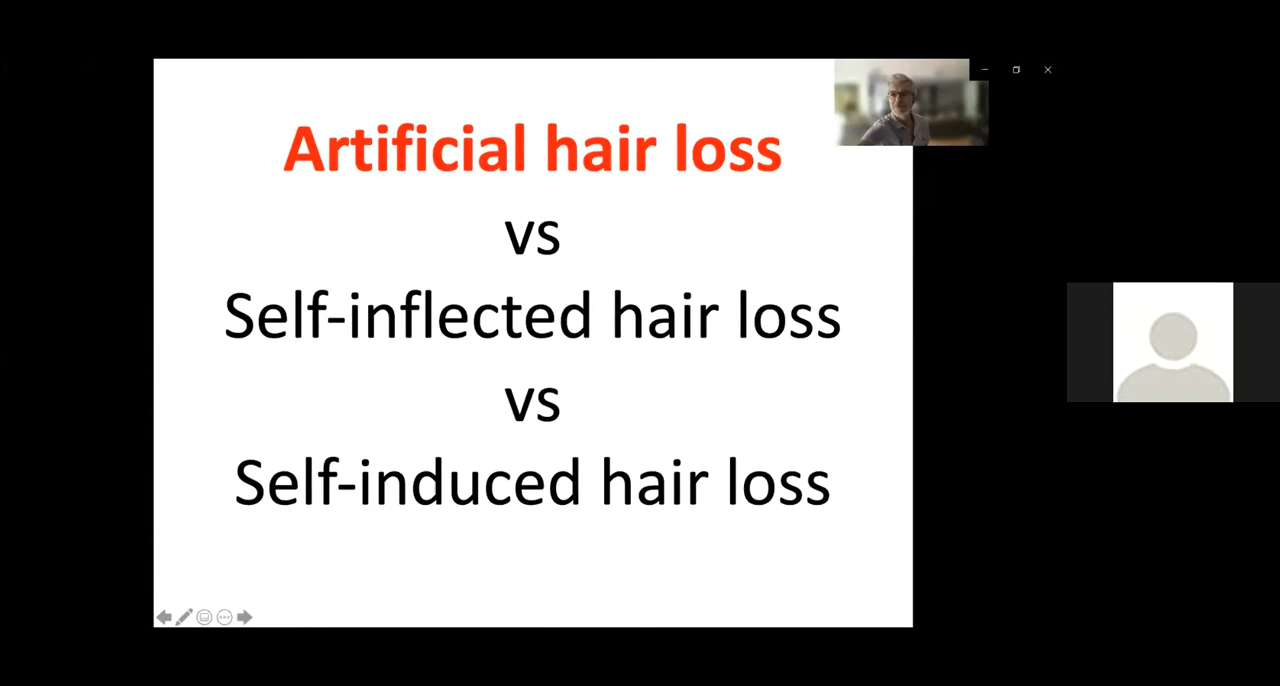 Artificial hair loss
vs
Self-inflected hair loss
vs
Self-induced hair loss